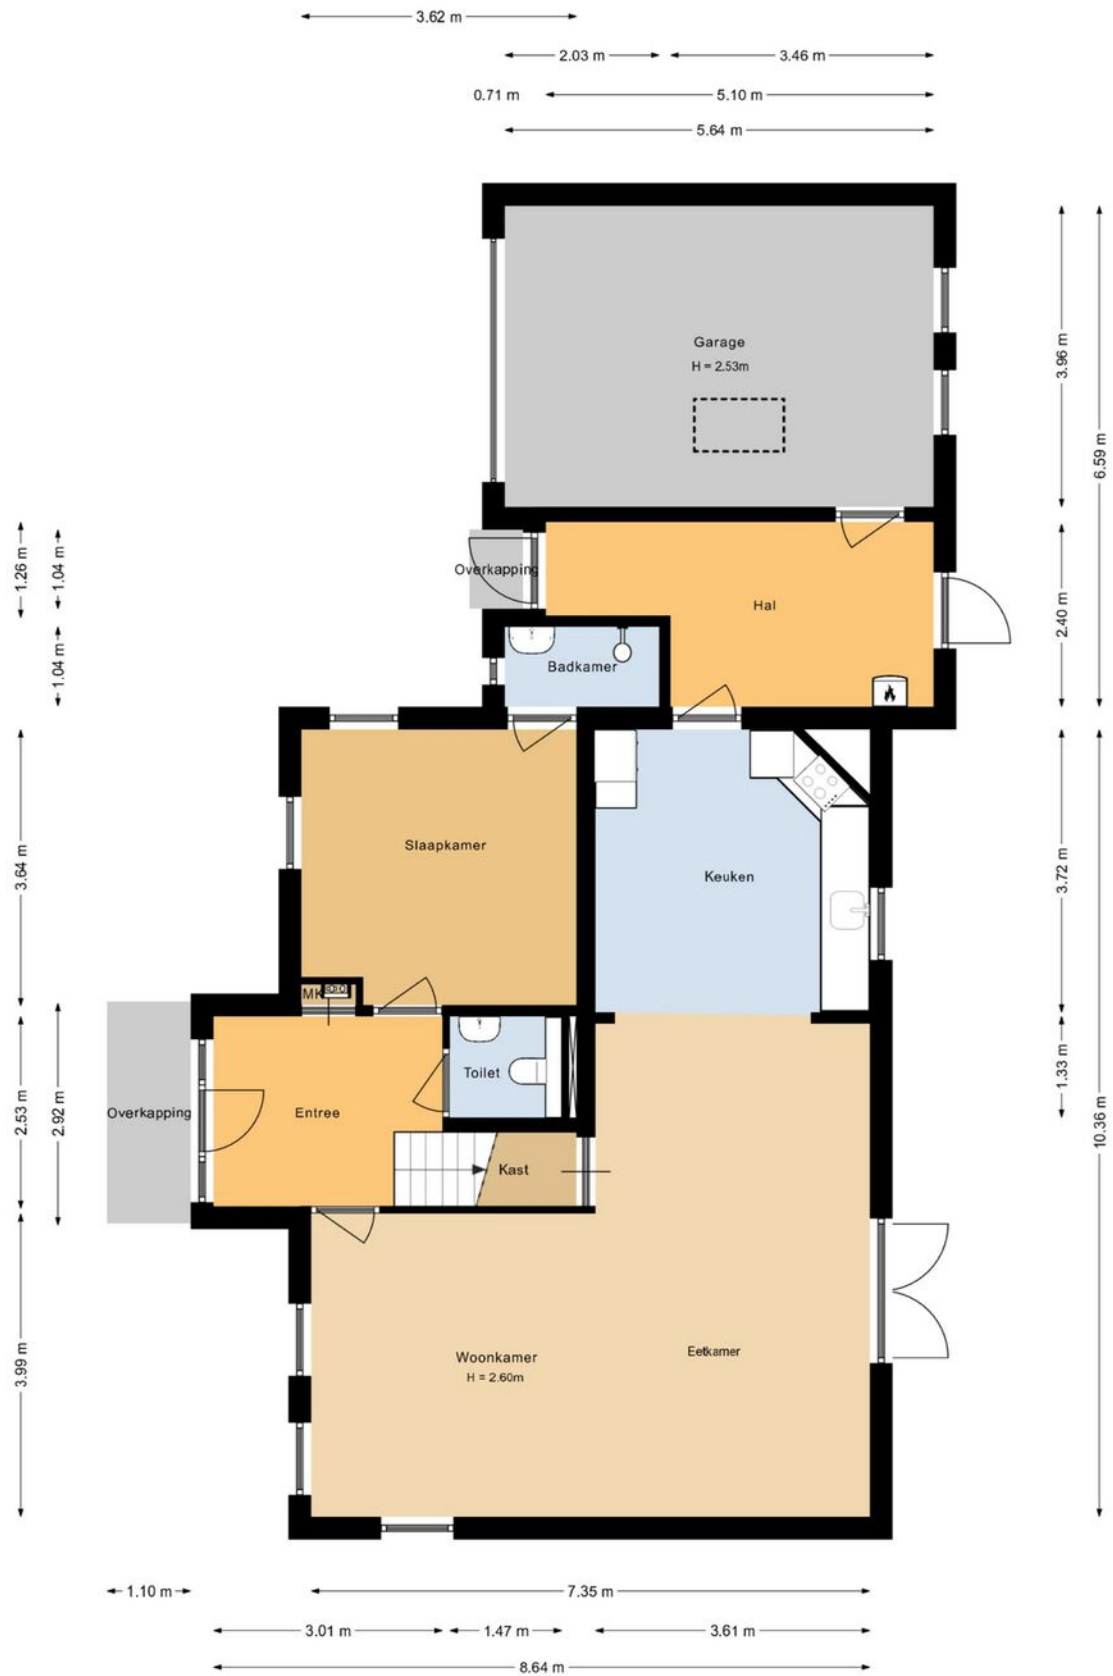 3.62 m
2.03 m
3.46 m
0.71 m
5.10 m
5.64 m
Garage
H = 2.53m
3.96 m
6.59 m
1.26 m
1.04 m
Overkapping
Hal
2.40 m
1.04 m
Badkamer
Slaapkamer
Keuken
3.64 m
3.72 m
MK
Toilet
Entree
Overkapping
2.53 m
2.92 m
1.33 m
10.36 m
Kast
Woonkamer
H = 2.60m
Eetkamer
3.99 m
1.10 m
7.35 m
3.01 m
1.47 m
3.61 m
8.64 m